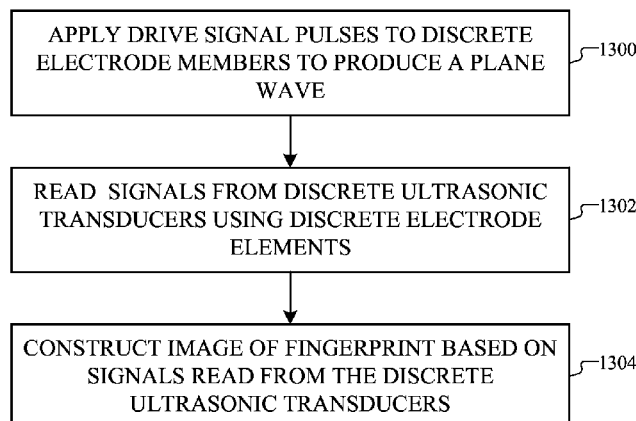 APPLY DRIVE SIGNAL PULSES TO DISCRETE
ELECTRODE MEMBERS TO PRODUCE A PLANE
WAVE
1300
READ SIGNALS FROM DISCRETE ULTRASONIC
TRANSDUCERS USING DISCRETE ELECTRODE
ELEMENTS
1302
CONSTRUCT IMAGE OF FINGERPRINT BASED ON
SIGNALS READ FROM THE DISCRETE
ULTRASONIC TRANSDUCERS
1304